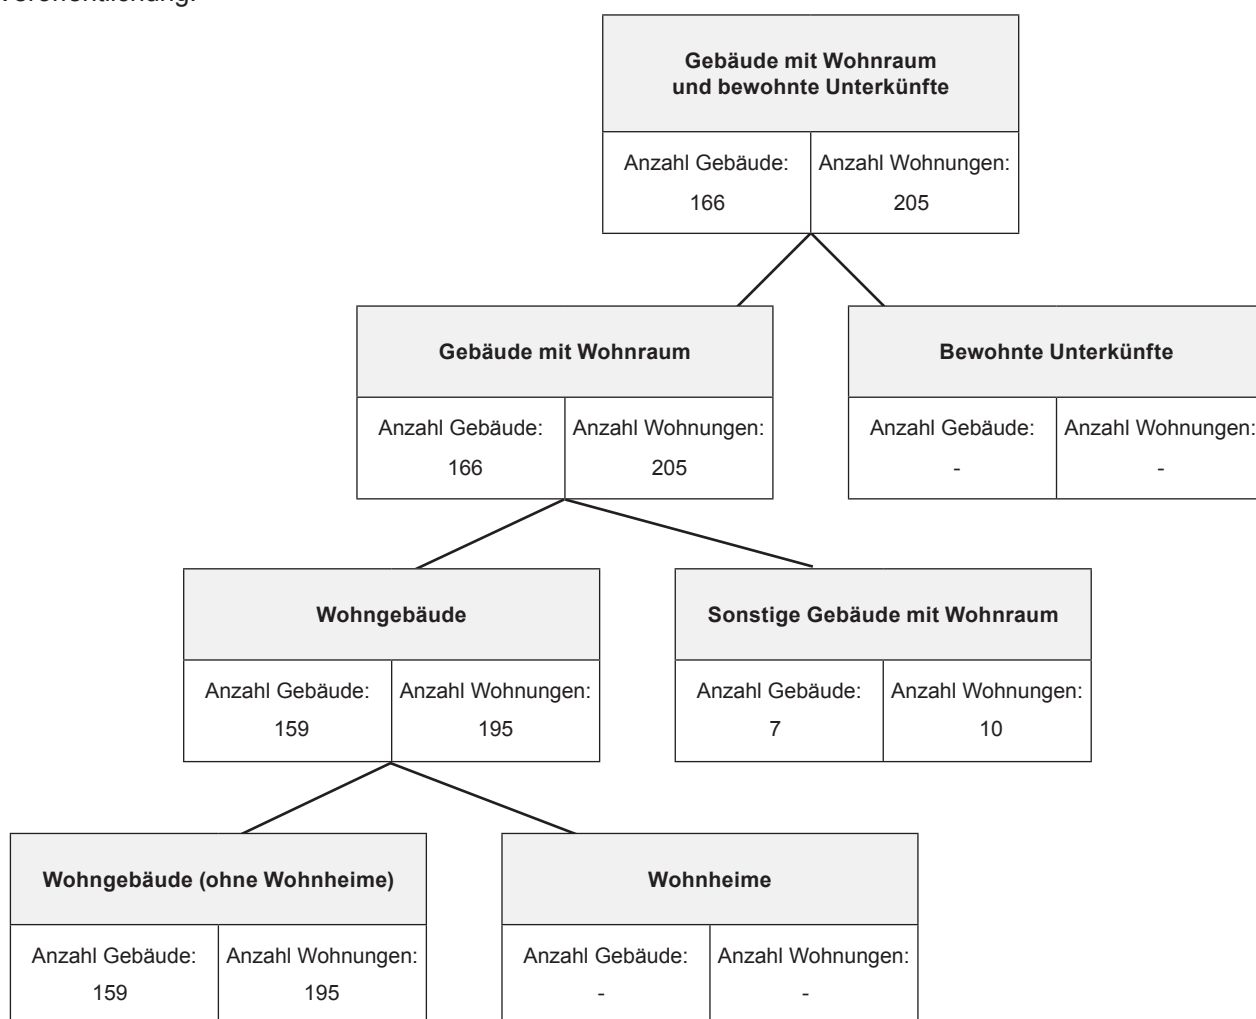 Veröffentlichung.
Gebäude mit Wohnraum
und bewohnte Unterkünfte
Anzahl Gebäude: Anzahl Wohnungen:
166 205
Gebäude mit Wohnraum
Bewohnte Unterkünfte
Anzahl Gebäude: Anzahl Wohnungen:
166 205
Anzahl Gebäude: Anzahl Wohnungen:
- -
Wohngebäude
Sonstige Gebäude mit Wohnraum
Anzahl Gebäude: Anzahl Wohnungen:
159 195
Anzahl Gebäude: Anzahl Wohnungen:
7 10
Wohngebäude (ohne Wohnheime)
Wohnheime
Anzahl Gebäude: Anzahl Wohnungen:
159 195
Anzahl Gebäude: Anzahl Wohnungen:
- -